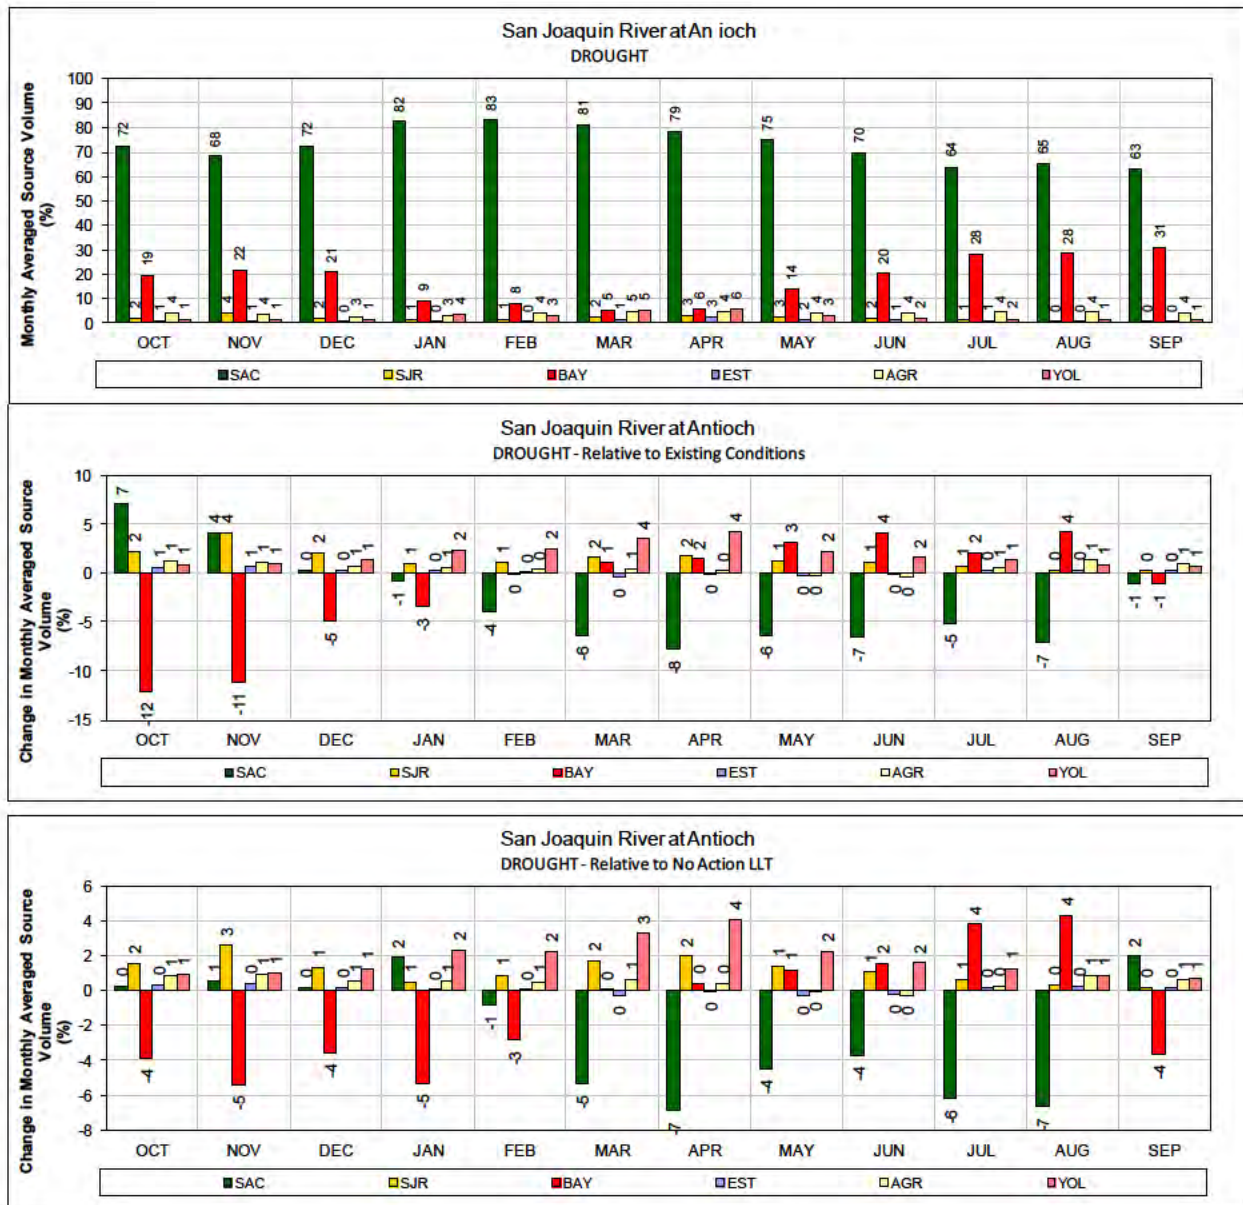 San Joaquin River at An ioch
DROUGHT
Monthly Averaged Source Volume
(%)
100
90
80
70
60
50
40
30
20
10
0
72 2 19 1 4 1
68 4 22 1 4 1
72 2 21 0 3 1
82 1 9 0 3 4
83 1 8 0 4 3
81 2 5 1 5 5
79 3 6 3 4 6
75 3 14 2 4 3
70 2 20 1 4 2
64 1 28 1 4 2
65 0 28 0 4 1
63 0 31 0 4 1
OCT NOV DEC JAN FEB MAR APR MAY JUN JUL AUG SEP
SAC SJR BAY EST AGR YOL
San Joaquin River at Antioch
DROUGHT - Relative to Existing Conditions
Change in Monthly Averaged Source
Volume
(%)
10
5
0
-5
-10
-15
7 2 -12 1 1 1
4 4 -11 1 1 1
0 2 -5 0 1 1
-1 1 -3 0 1 2
-4 1 0 0 0 2
-6 2 1 0 1 4
-8 2 2 0 0 4
-6 1 3 0 0 2
-7 1 4 0 0 2
-5 1 2 0 1 1
-7 0 4 0 1 1
-1 0 -1 0 1 1
OCT NOV DEC JAN FEB MAR APR MAY JUN JUL AUG SEP
SAC SJR BAY EST AGR YOL
San Joaquin River at Antioch
DROUGHT - Relative to No Action LLT
Change in Monthly Averaged Source
Volume
(%)
6
4
2
0
-2
-4
-6
-8
0 2 -4 0 1 1
1 3 -5 0 1 1
0 1 -4 0 1 1
2 1 -5 0 1 2
-1 1 -3 0 1 2
-5 2 0 0 1 3
-7 2 0 0 0 4
-4 1 1 0 0 2
-4 1 2 0 0 2
-6 1 4 0 0 1
-7 0 4 0 1 1
2 0 -4 0 1 1
OCT NOV DEC JAN FEB MAR APR MAY JUN JUL AUG SEP
SAC SJR BAY EST AGR YOL